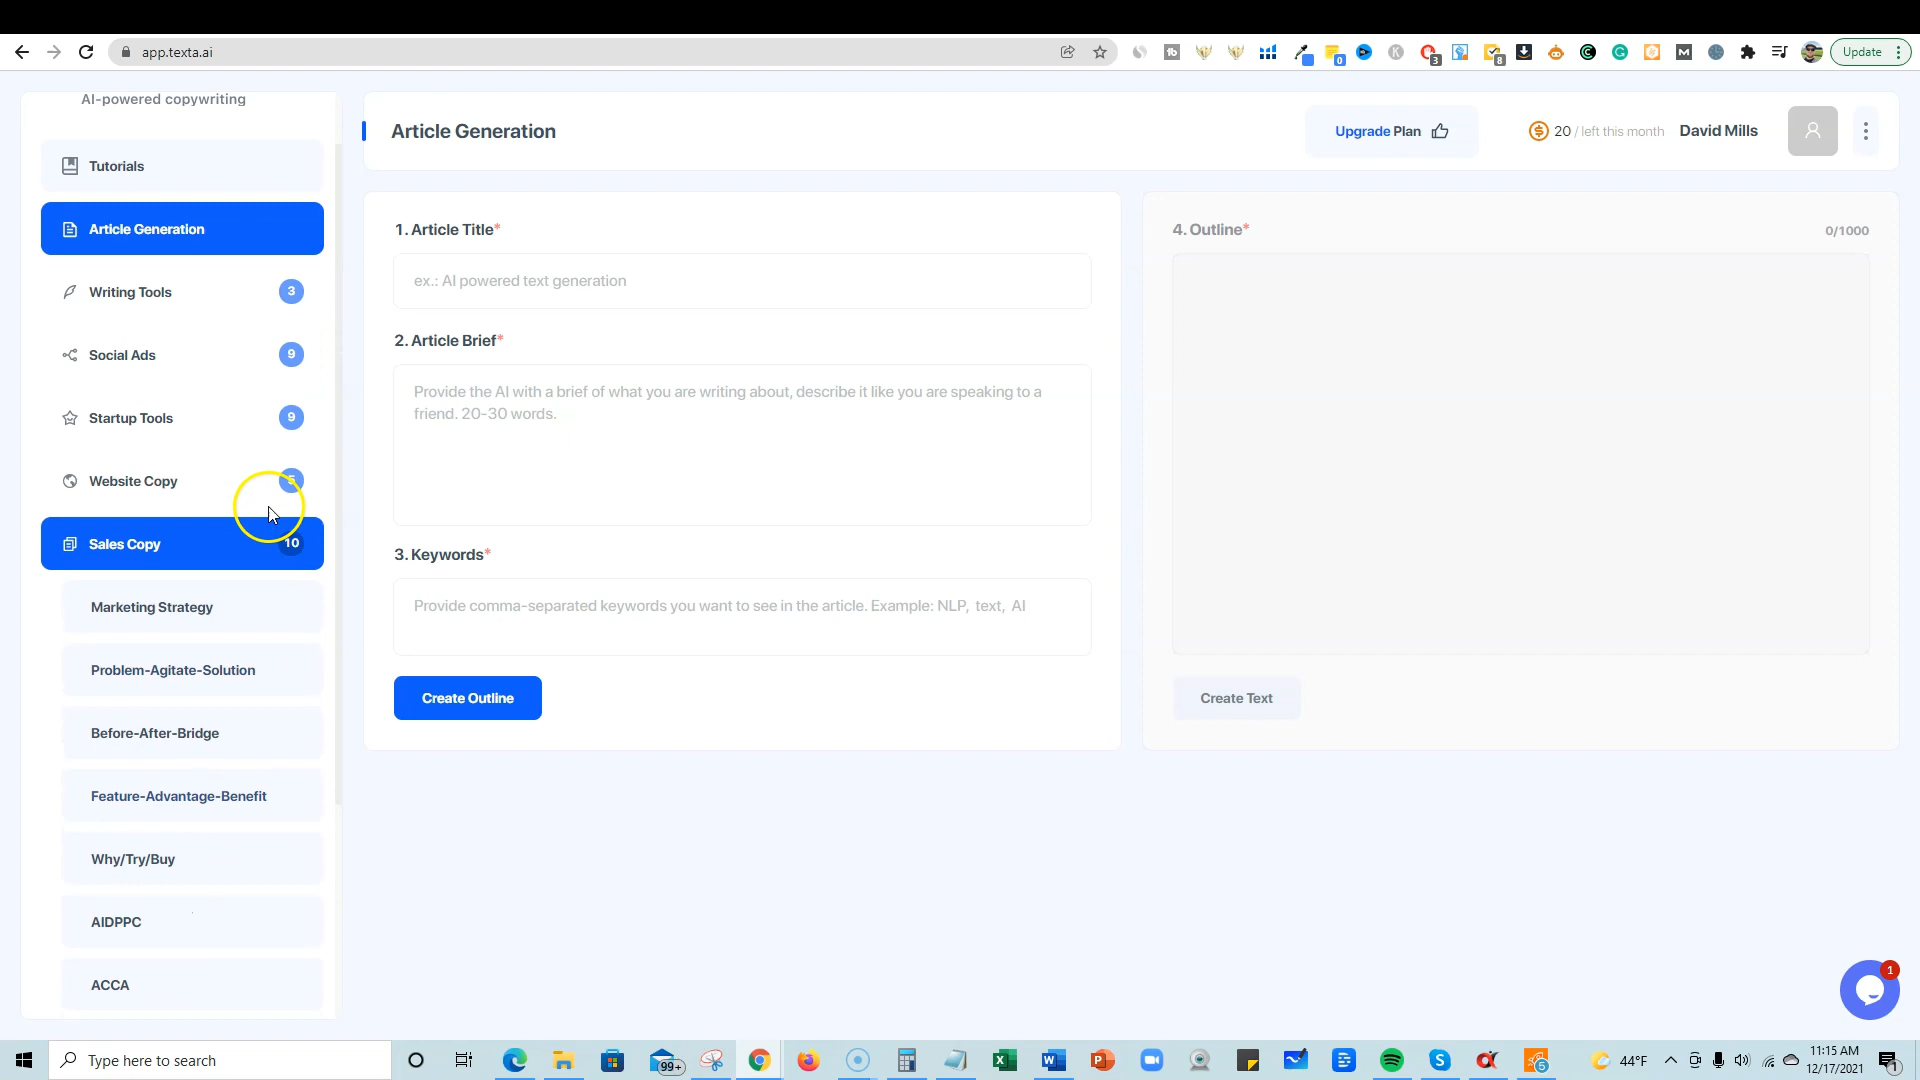 app.texta.ai
Update
0
3
8
AI-powered copywriting
Tutorials
Article Generation
Writing Tools
3
Social Ads
9
Startup Tools
9
Website Copy
Sales Copy
10
Marketing Strategy
Problem-Agitate-Solution
Before-After-Bridge
Feature-Advantage-Benefit
Why/Try/Buy
AIDPPC
ACCA
Article Generation
Upgrade Plan
20 / left this month
David Mills
1. Article Title*
ex.: AI powered text generation
2. Article Brief*
Provide the AI with a brief of what you are writing about, describe it like you are speaking to a
friend. 20-30 words.
3. Keywords*
Provide comma-separated keywords you want to see in the article. Example: NLP, text, AI
Create Outline
4. Outline*
0/1000
Create Text
1
Type here to search
99+
5
44°F
11:15 AM
12/17/2021
1